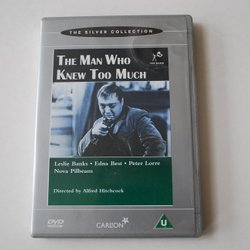 THE SILVER COLLECTION
THE MAN WHO
KNEW TOO MUCH
Leslie Banks · Edna Best · Peter Lorre
Nova Pilbeam
Directed by Alfred Hitchcock
DVD
CARLTON
U